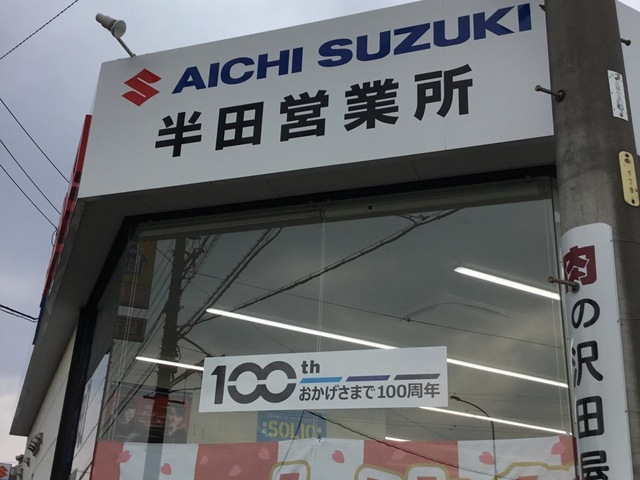 AICHI SUZUKI
半田営業所
100th
おかげさまで100周年
:SOLIO
肉の沢田屋